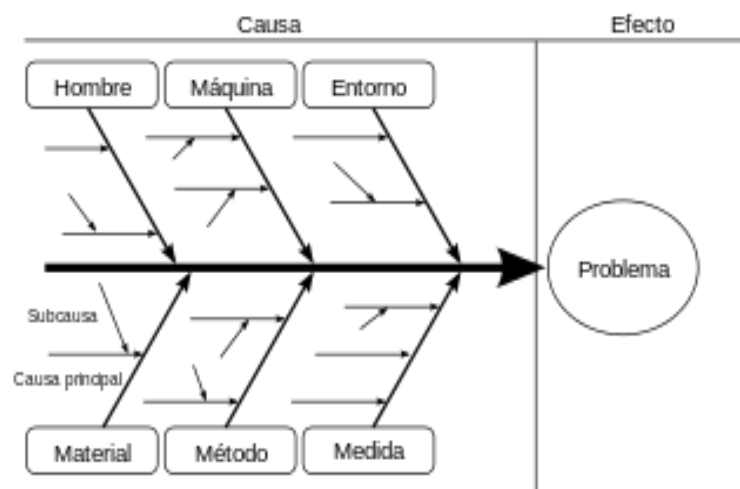 Causa
Efecto
Hombre
Máquina
Entorno
Problema
Subcausa
Causa principal
Material
Método
Medida